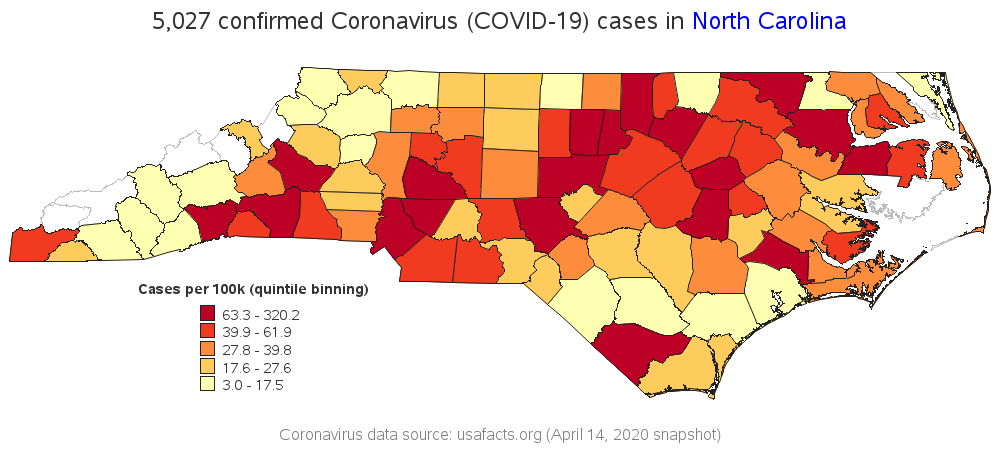 5,027 confirmed Coronavirus (COVID-19) cases in North Carolina
Cases per 100k (quintile binning)
63.3 - 320.2
39.9 - 61.9
27.8 - 39.8
17.6 - 27.6
3.0 - 17.5
Coronavirus data source: usafacts.org (April 14, 2020 snapshot)